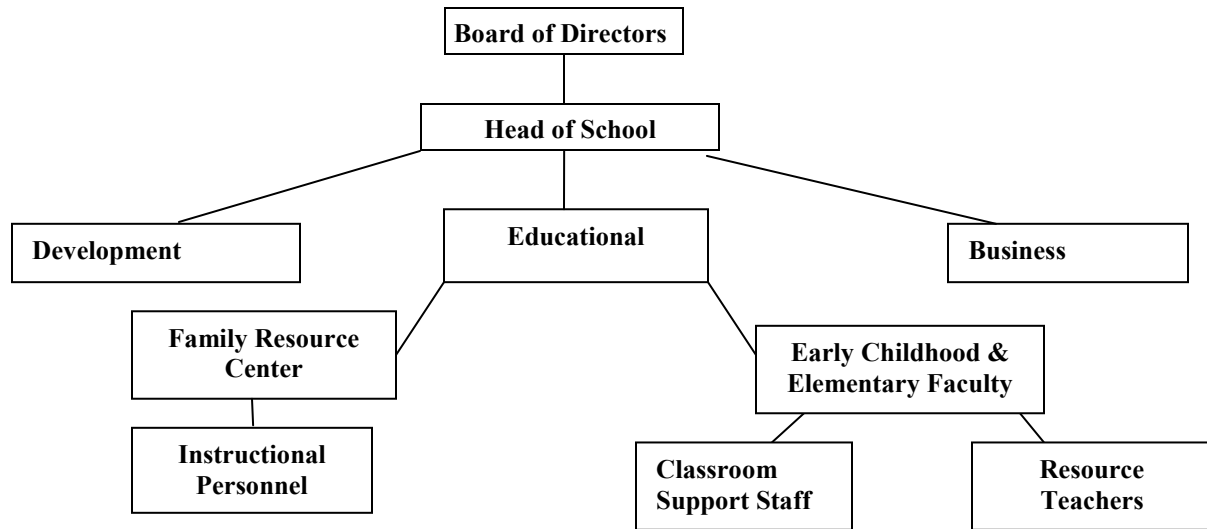 Board of Directors
Head of School
Development
Educational
Business
Family Resource
Center
Early Childhood &
Elementary Faculty
Instructional
Personnel
Classroom
Support Staff
Resource
Teachers